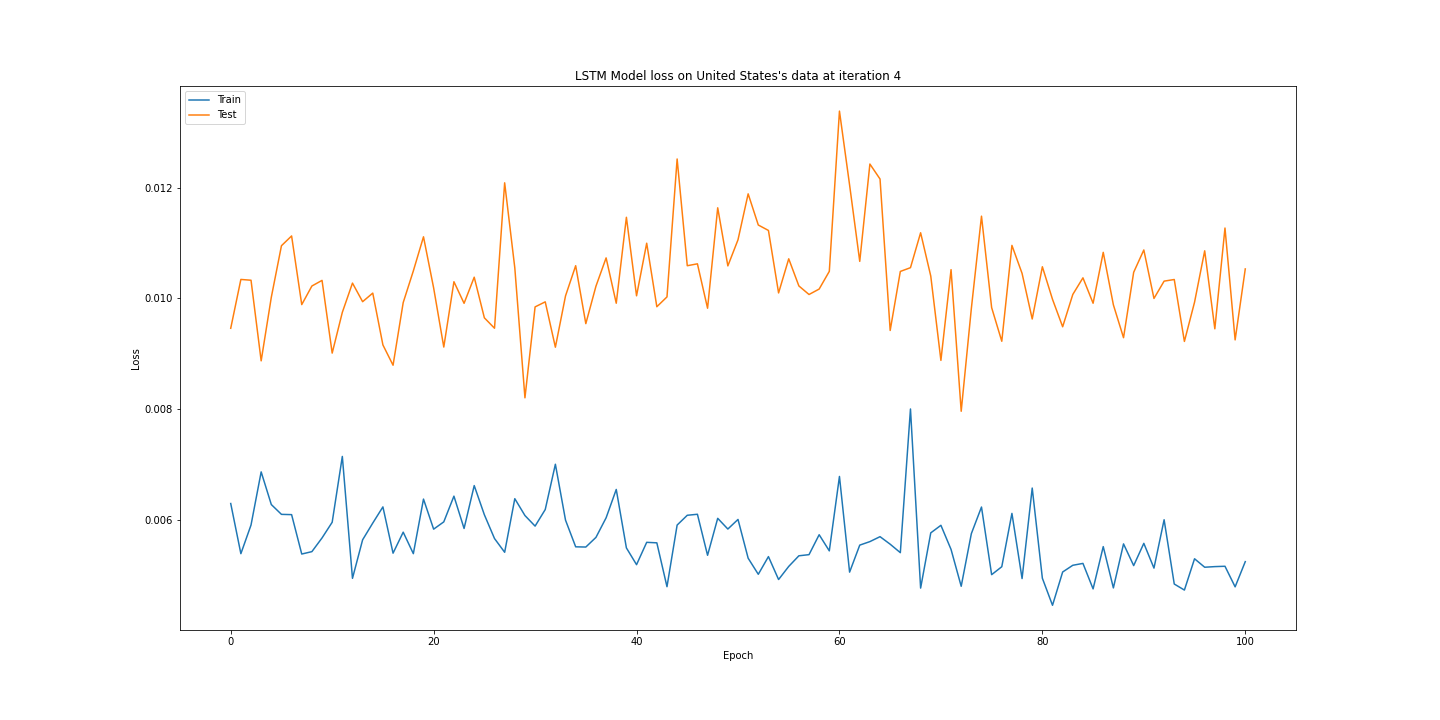 LSTM Model loss on United States's data at iteration 4
Train
Test
0.012
0.010
0.008
0.006
Loss
0 20 40 60 80 100
Epoch